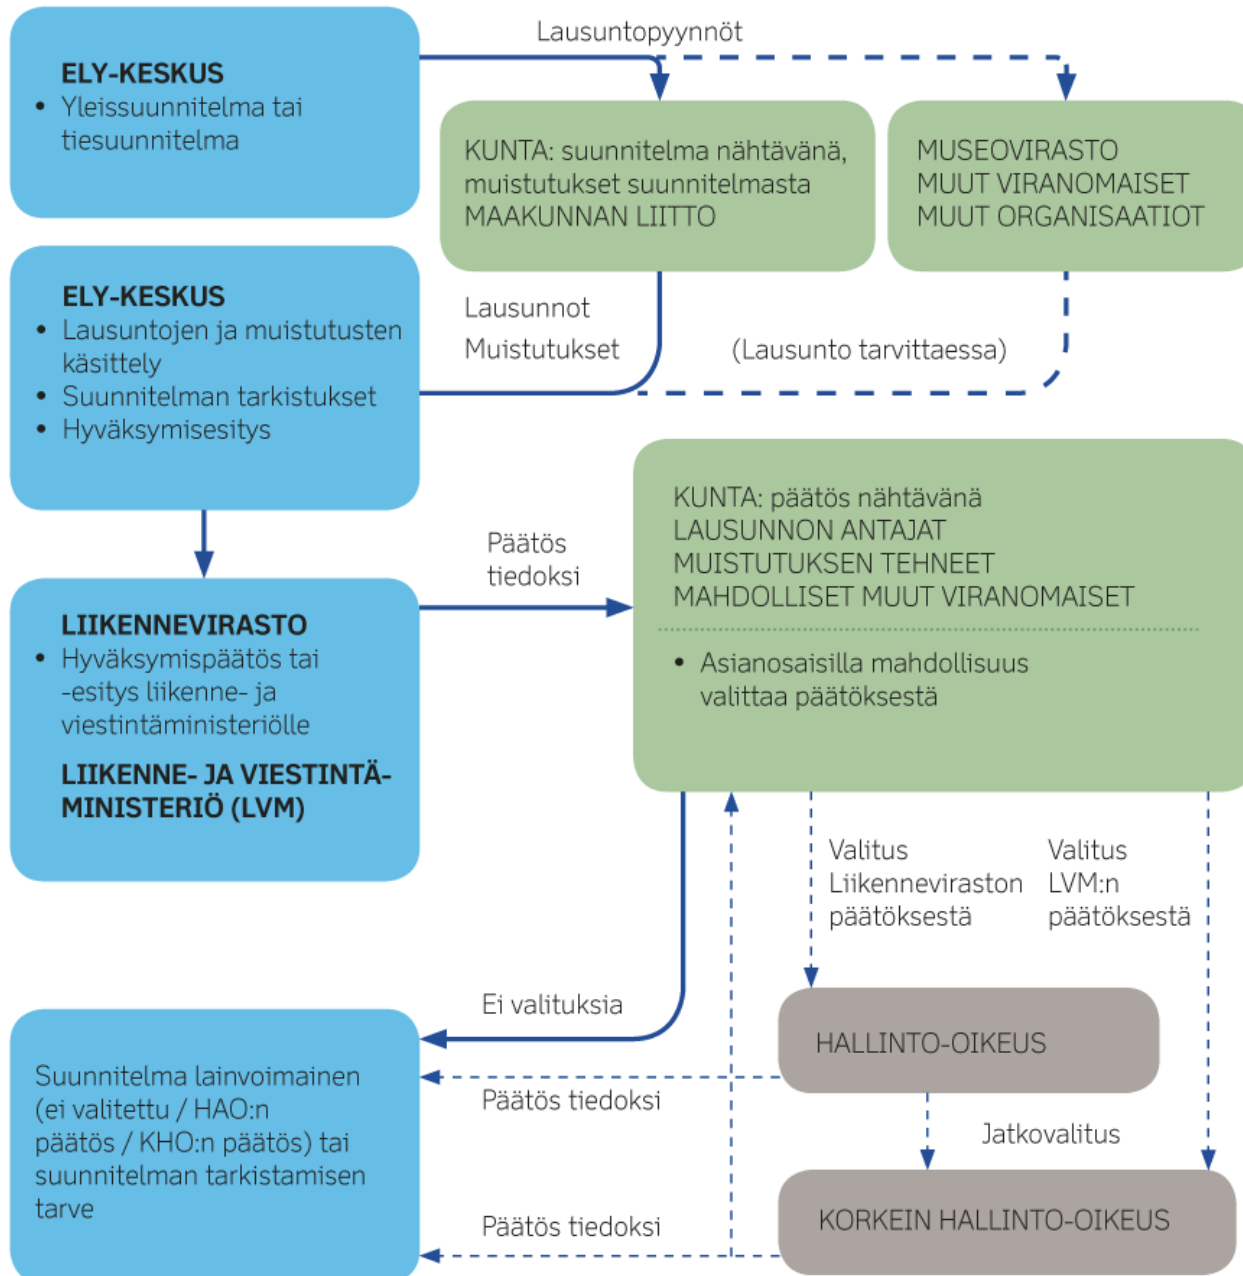 Lausuntopyynnöt
ELY-KESKUS
• Yleissuunnitelma tai
tiesuunnitelma
KUNTA: suunnitelma nähtävänä,
muistutukset suunnitelmasta
MAAKUNNAN LIITTO
MUSEOVIRASTO
MUUT VIRANOMAISET
MUUT ORGANISAATIOT
ELY-KESKUS
• Lausuntojen ja muistutusten
käsittely
• Suunnitelman tarkistukset
• Hyväksymisesitys
Lausunnot
Muistutukset
(Lausunto tarvittaessa)
LIIKENNEVIRASTO
• Hyväksymispäätös tai
-esitys liikenne- ja
viestintäministeriölle
LIIKENNE- JA VIESTINTÄ-
MINISTERIÖ (LVM)
Päätös
tiedoksi
KUNTA: päätös nähtävänä
LAUSUNNON ANTAJAT
MUISTUTUKSEN TEHNEET
MAHDOLLISET MUUT VIRANOMAISET
• Asianosaisilla mahdollisuus
valittaa päätöksestä
Valitus
Liikenneviraston
päätöksestä
Valitus
LVM:n
päätöksestä
Ei valituksia
HALLINTO-OIKEUS
Päätös tiedoksi
Suunnitelma lainvoimainen
(ei valitettu / HAO:n
päätös / KHO:n päätös) tai
suunnitelman tarkistamisen
tarve
Jatkovalitus
KORKEIN HALLINTO-OIKEUS
Päätös tiedoksi